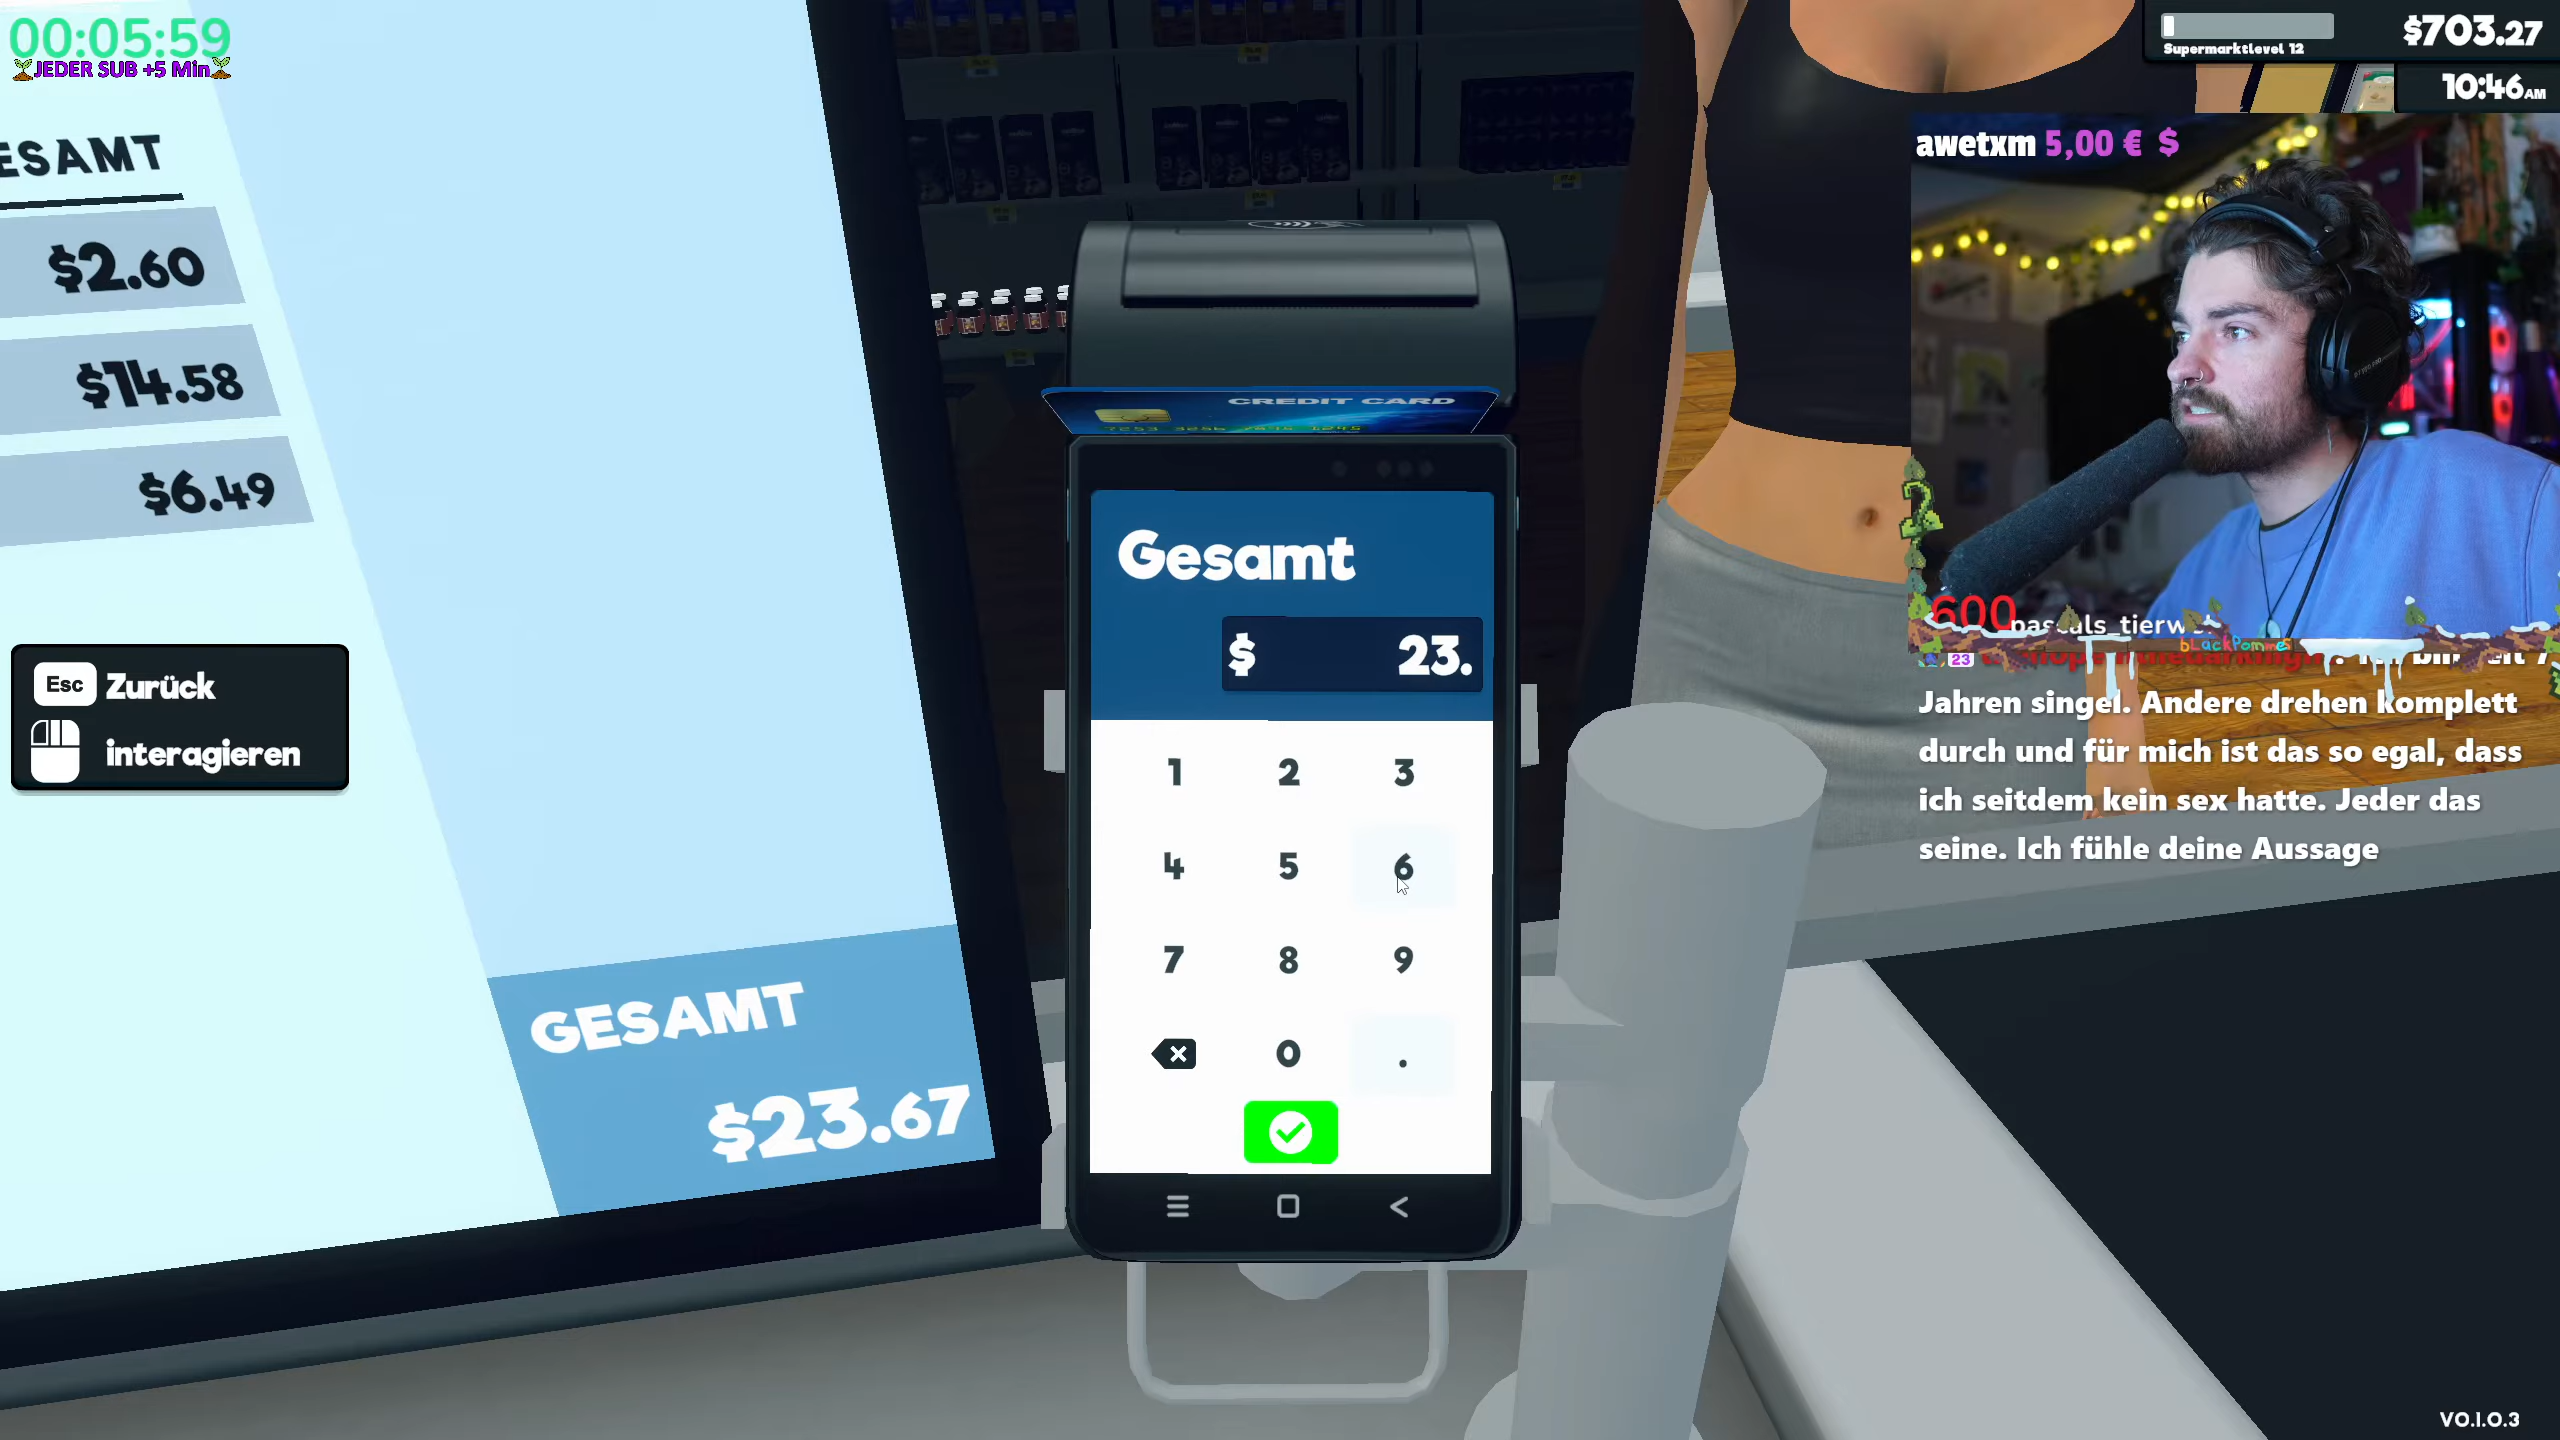 00:05:59
JEDER SUB +5 Min
ESAMT
$2.60
$14.58
$6.49
Esc Zurück
interagieren
GESAMT
$23.67
CREDIT CARD
Gesamt
$ 23.
1 2 3
4 5 6
7 8 9
0 .
Supermarktlevel 12
$703.27
10:46AM
awetxm 5,00 € $
600
pascals_tierw
bLackPommes
23
Jahren singel. Andere drehen komplett
durch und für mich ist das so egal, dass
ich seitdem kein sex hatte. Jeder das
seine. Ich fühle deine Aussage
V0.1.0.3